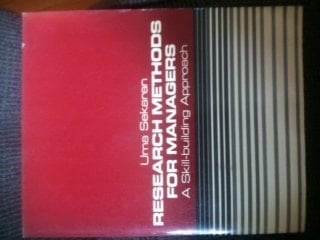 Uma Sekaran
RESEARCH METHODS
FOR MANAGERS
A Skill-building Approach